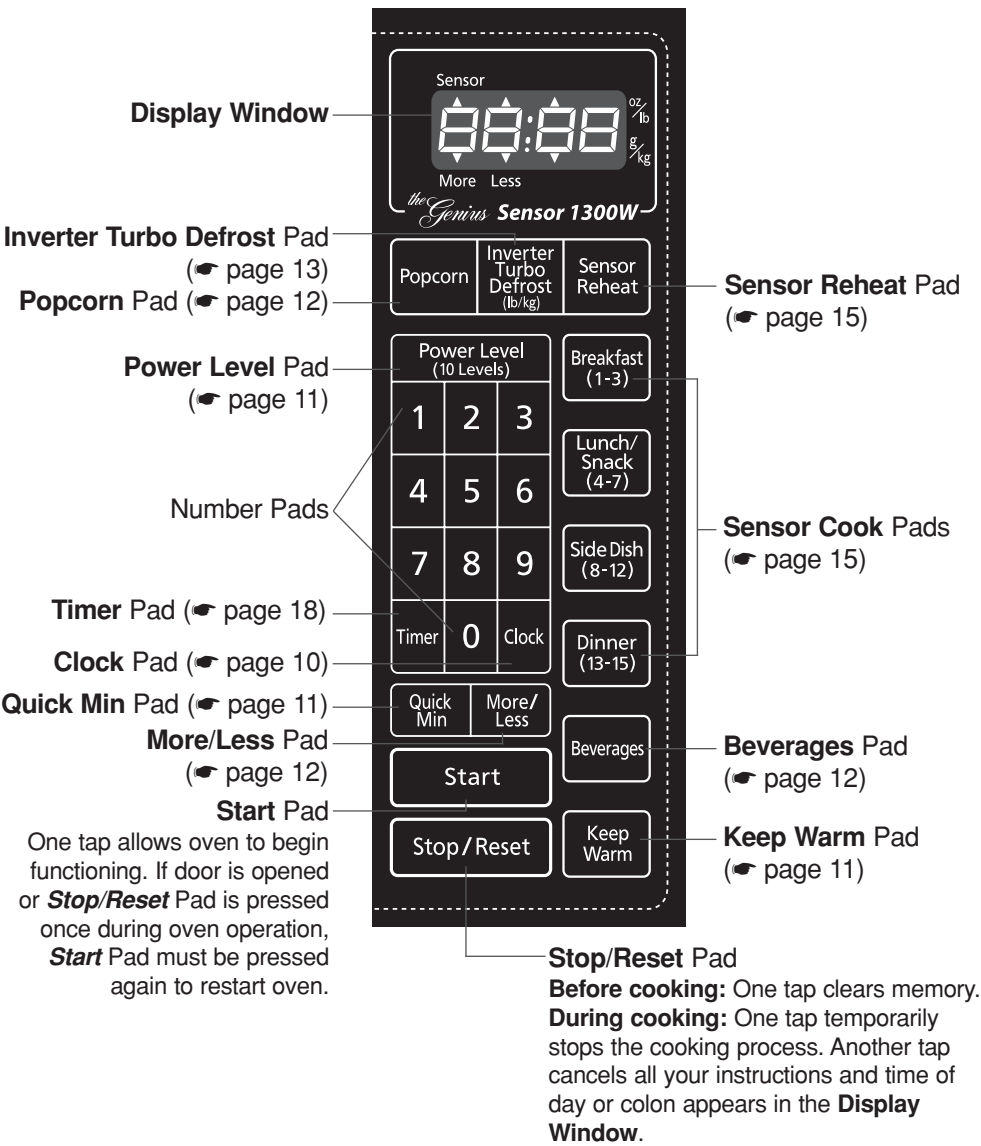 Display Window
Inverter Turbo Defrost Pad
(☛ page 13)
Popcorn Pad (☛ page 12)
Power Level Pad
(☛ page 11)
Number Pads
Timer Pad (☛ page 18)
Clock Pad (☛ page 10)
Quick Min Pad (☛ page 11)
More/Less Pad
(☛ page 12)
Start Pad
One tap allows oven to begin
functioning. If door is opened
or Stop/Reset Pad is pressed
once during oven operation,
Start Pad must be pressed
again to restart oven.
Sensor
88:88
oz/lb
g/kg
More Less
the Genius Sensor 1300W
Popcorn
Inverter
Turbo
Defrost
(lb/kg)
Sensor
Reheat
Power Level
(10 Levels)
1 2 3
4 5 6
7 8 9
Timer 0 Clock
Quick
Min
More/
Less
Start
Stop/Reset
Breakfast
(1-3)
Lunch/
Snack
(4-7)
Side Dish
(8-12)
Dinner
(13-15)
Beverages
Keep
Warm
Sensor Reheat Pad
(☛ page 15)
Sensor Cook Pads
(☛ page 15)
Beverages Pad
(☛ page 12)
Keep Warm Pad
(☛ page 11)
Stop/Reset Pad
Before cooking: One tap clears memory.
During cooking: One tap temporarily
stops the cooking process. Another tap
cancels all your instructions and time of
day or colon appears in the Display
Window.